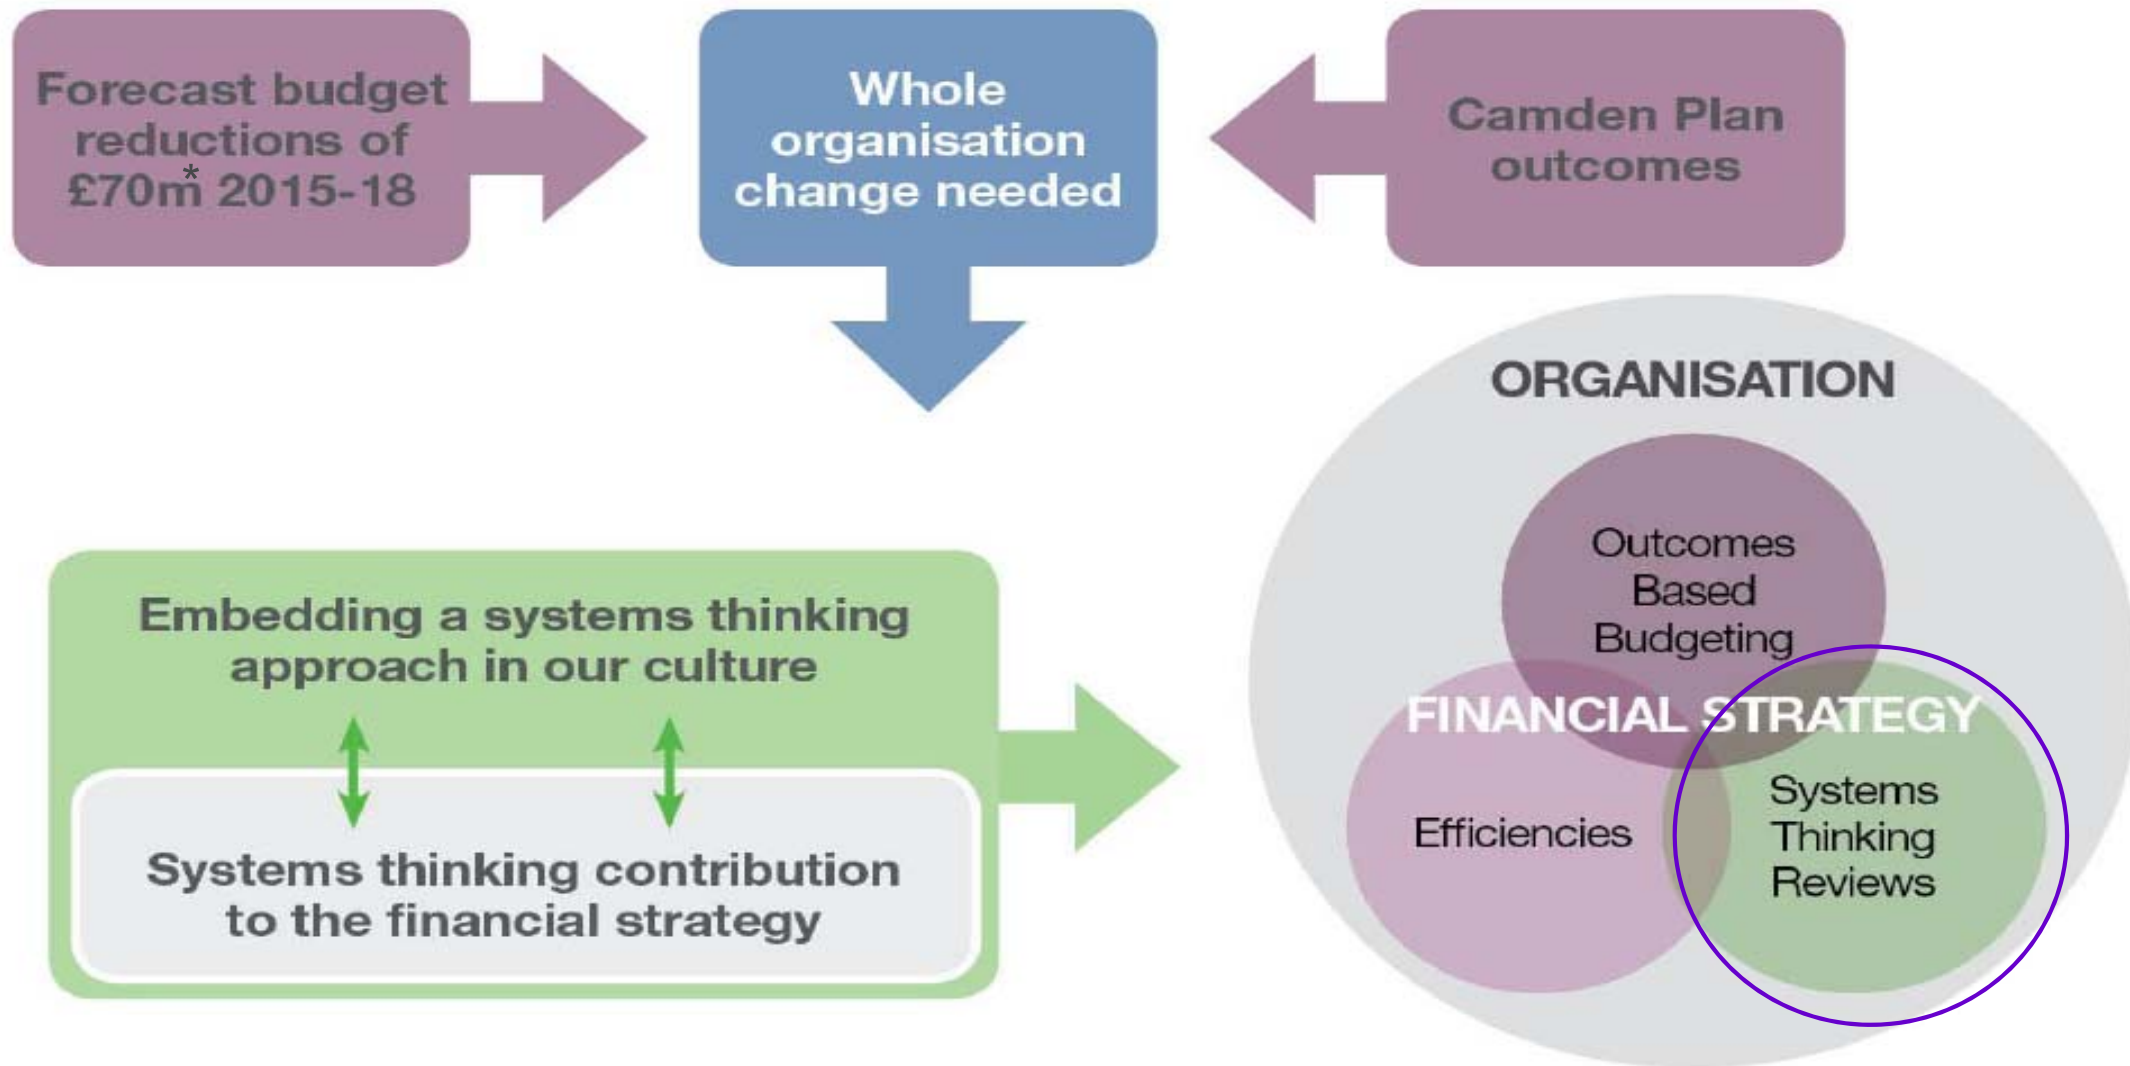 Forecast budget
reductions of
£70m* 2015-18
Whole
organisation
change needed
Camden Plan
outcomes
ORGANISATION
Outcomes
Based
Budgeting
FINANCIAL STRATEGY
Efficiencies
Systems
Thinking
Reviews
Embedding a systems thinking
approach in our culture
Systems thinking contribution
to the financial strategy